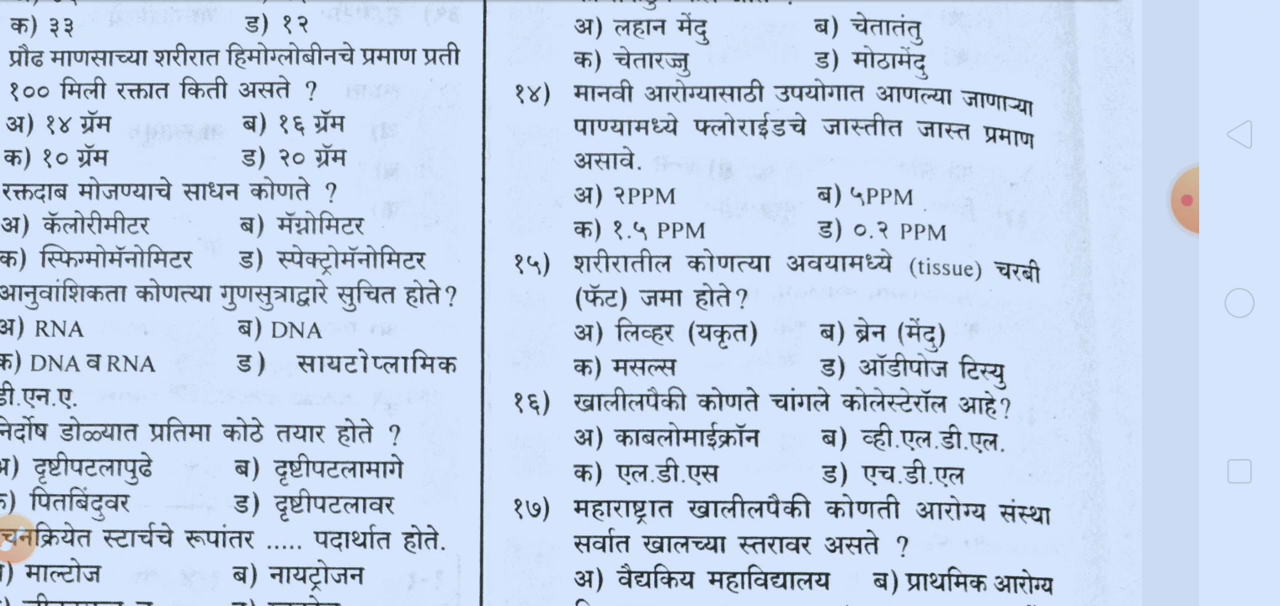 क) ३३ ड) १२
प्रौढ माणसाच्या शरीरात हिमोग्लोबीनचे प्रमाण प्रती
१०० मिली रक्तात किती असते ?
अ) १४ ग्रॅम ब) १६ ग्रॅम
क) १० ग्रॅम ड) २० ग्रॅम
रक्तदाब मोजण्याचे साधन कोणते ?
अ) कॅलोरीमीटर ब) मॅग्नोमिटर
क) स्फिग्मोमॅनोमिटर ड) स्पेक्ट्रोमॅनोमिटर
आनुवांशिकता कोणत्या गुणसुत्राद्वारे सुचित होते?
अ) RNA ब) DNA
क) DNA व RNA ड) सायटोप्लामिक
डी.एन.ए.
निर्दोष डोळ्यात प्रतिमा कोठे तयार होते ?
अ) दृष्टीपटलापुढे ब) दृष्टीपटलामागे
क) पितबिंदुवर ड) दृष्टीपटलावर
स्टार्चचे रूपांतर ..... पदार्थात होते.
माल्टोज ब) नायट्रोजन
अ) लहान मेंदु ब) चेतातंतु
क) चेतारज्जु ड) मोठामेंदु
१४) मानवी आरोग्यासाठी उपयोगात आणत्या जाणाऱ्या
पाण्यामध्ये फ्लोराईडचे जास्तीत जास्त प्रमाण
असावे.
अ) २PPM ब) ५PPM
क) १.५ PPM ड) ०.२ PPM
१५) शरीरातील कोणत्या अवयामध्ये (tissue) चरबी
(फॅट) जमा होते?
अ) लिव्हर (यकृत) ब) ब्रेन (मेंदु)
क) मसल्स ड) ऑडीपोज टिस्यु
१६) खालीलपैकी कोणते चांगले कोलेस्टेरॉल आहे?
अ) काबलोमाईक्रॉन ब) व्ही.एल.डी.एल.
क) एल.डी.एस ड) एच.डी.एल
१७) महाराष्ट्रात खालीलपैकी कोणती आरोग्य संस्था
सर्वात खालच्या स्तरावर असते ?
अ) वैद्यकिय महाविद्यालय ब) प्राथमिक आरोग्य